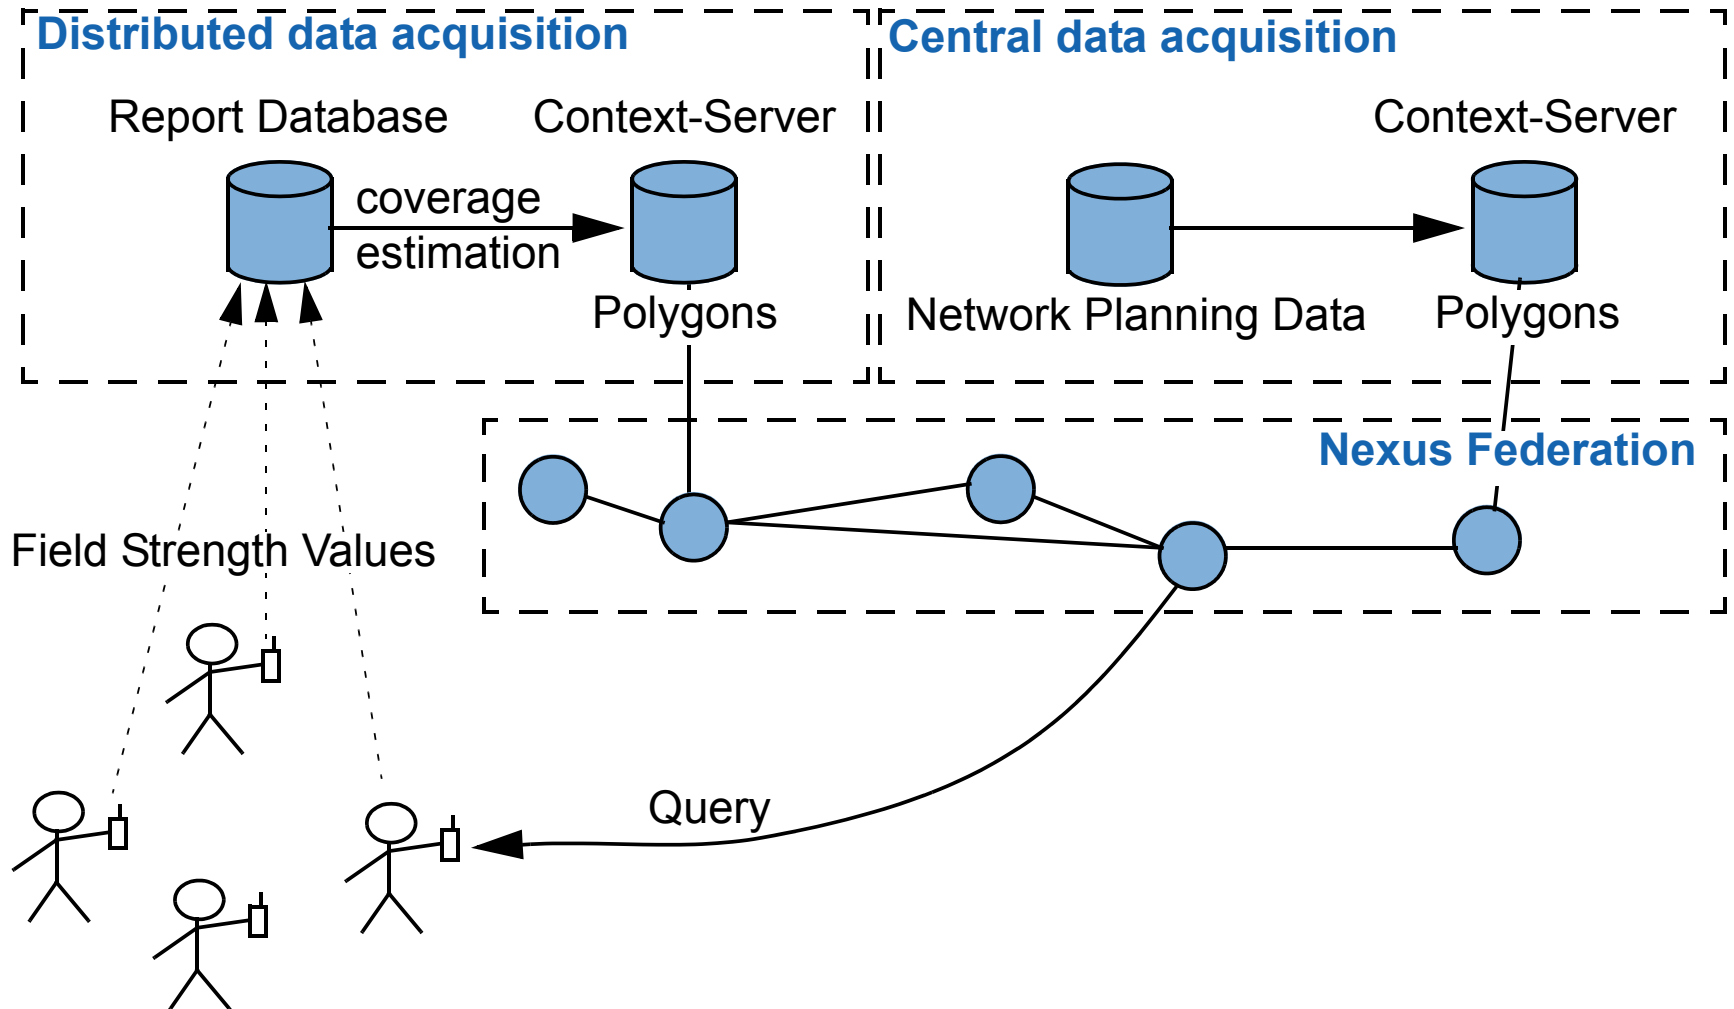 Distributed data acquisition
Central data acquisition
Report Database
Context-Server
Context-Server
coverage
estimation
Polygons
Network Planning Data
Polygons
Nexus Federation
Field Strength Values
Query